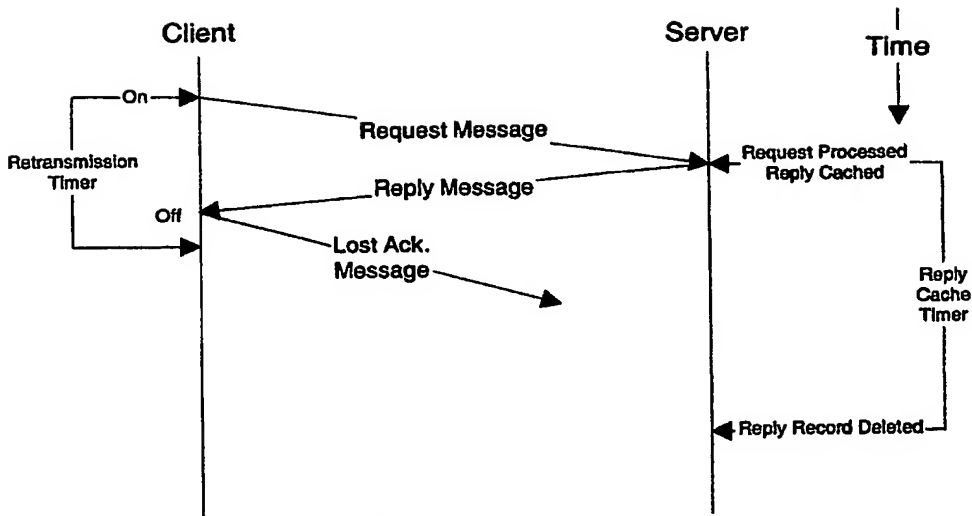 Client
Server
Time
On
Request Message
Request Processed
Reply Cached
Retransmission
Timer
Reply Message
Off
Lost Ack.
Message
Reply
Cache
Timer
Reply Record Deleted